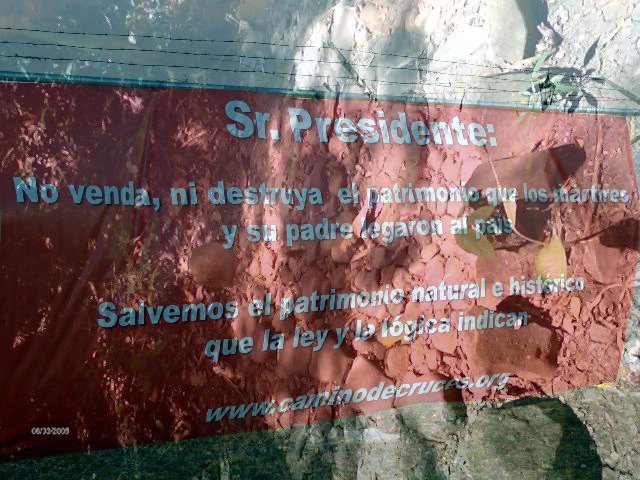 Sr. Presidente:
No venda, ni destruya el patrimonio que los mártires
y su padre legaron al país
Salvemos el patrimonio natural e histórico
que la ley y la lógica indican
www.caminodecruces.org